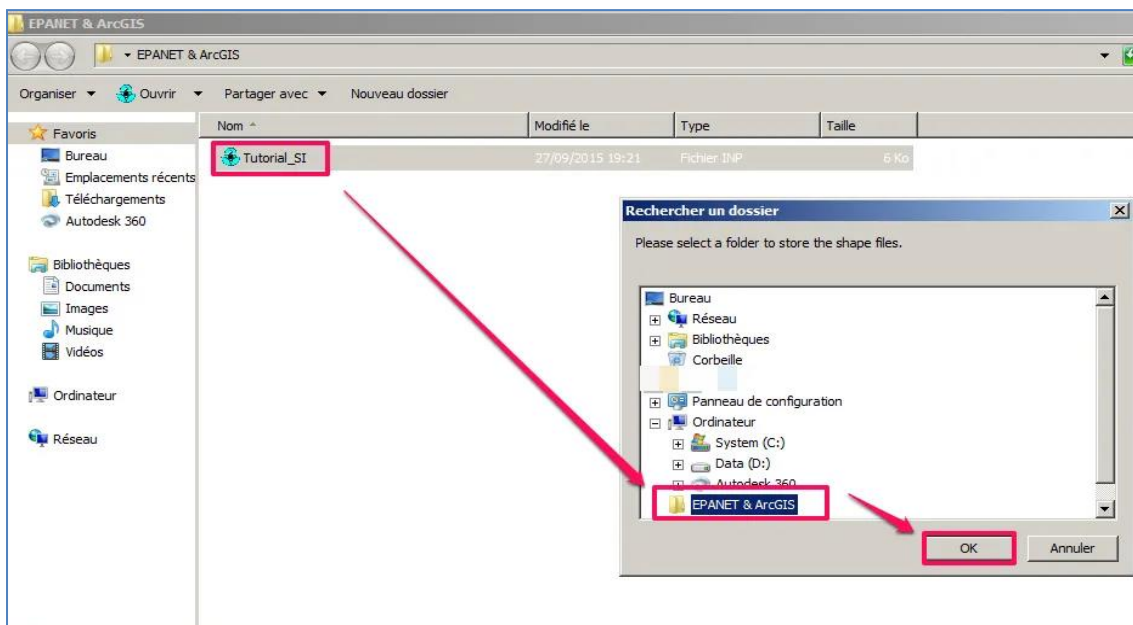 EPANET & ArcGIS
EPANET & ArcGIS
Organiser Ouvrir Partager avec Nouveau dossier
Nom Modifié le Type Taille
Favoris
Bureau
Emplacements récents
Téléchargements
Autodesk 360
Bibliothèques
Documents
Images
Musique
Vidéos
Ordinateur
Réseau
Tutorial_SI 27/09/2015 19:21 Fichier INP 6 Ko
Rechercher un dossier
Please select a folder to store the shape files.
Bureau
Réseau
Bibliothèques
Corbeille
Panneau de configuration
Ordinateur
System (C:)
Data (D:)
Autodesk 360
EPANET & ArcGIS
OK Annuler